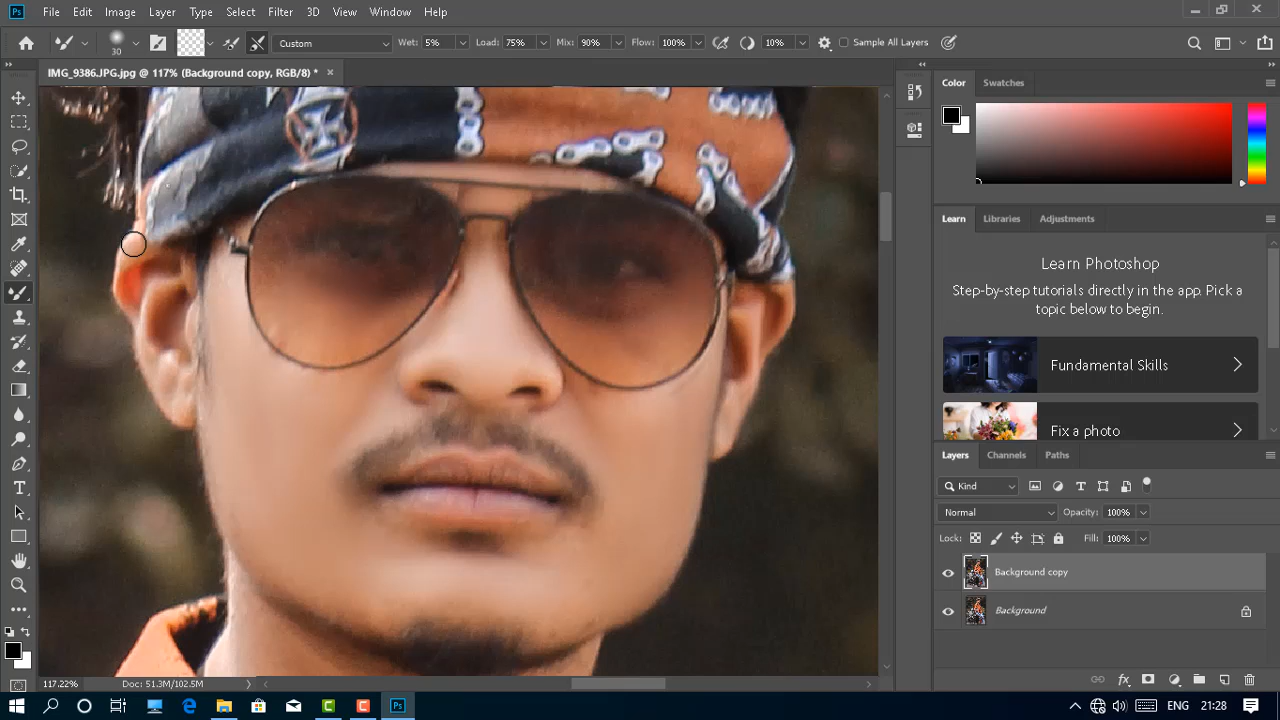 Ps File Edit Image Layer Type Select Filter 3D View Window Help
30 Custom Wet: 5% Load: 75% Mix: 90% Flow: 100% 10% Sample All Layers
IMG_9386.JPG.jpg @ 117% (Background copy, RGB/8) * ×
Color Swatches
Learn Libraries Adjustments
Learn Photoshop
Step-by-step tutorials directly in the app. Pick a
topic below to begin.
Fundamental Skills
Fix a photo
Layers Channels Paths
Kind
Normal Opacity: 100%
Lock: Fill: 100%
Background copy
Background
117.22% Doc: 51.3M/102.5M
Ps ENG 21:28